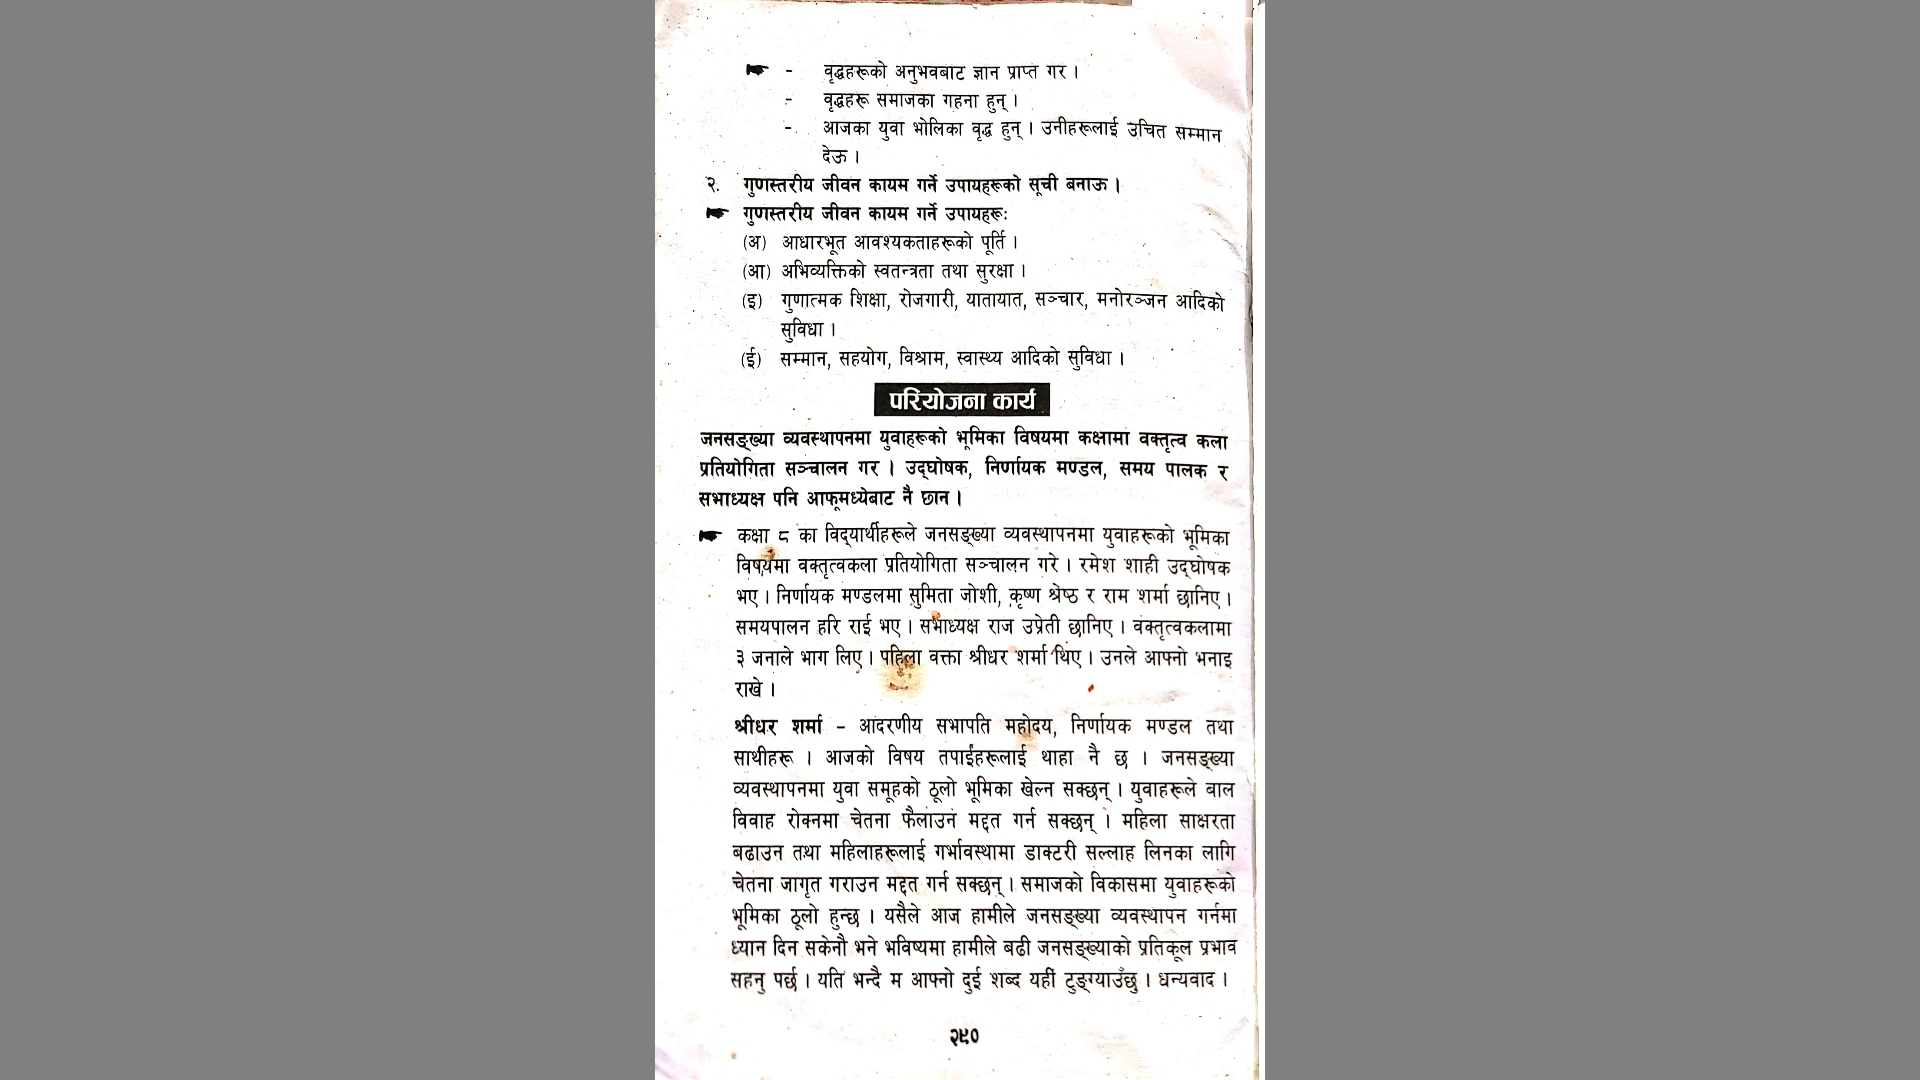 - वृद्धहरूको अनुभवबाट ज्ञान प्राप्त गर ।
- वृद्धहरू समाजका गहना हुन् ।
- आजका युवा भोलिका वृद्ध हुन् । उनीहरूलाई उचित सम्मान
देऊ ।
२. गुणस्तरीय जीवन कायम गर्ने उपायहरूको सूची बनाऊ ।
गुणस्तरीय जीवन कायम गर्ने उपायहरू:
(अ) आधारभूत आवश्यकताहरूको पूर्ति ।
(आ) अभिव्यक्तिको स्वतन्त्रता तथा सुरक्षा ।
(इ) गुणात्मक शिक्षा, रोजगारी, यातायात, सञ्चार, मनोरञ्जन आदिको
सुविधा ।
(ई) सम्मान, सहयोग, विश्राम, स्वास्थ्य आदिको सुविधा ।
परियोजना कार्य
जनसङ्ख्या व्यवस्थापनमा युवाहरूको भूमिका विषयमा कक्षामा वक्तृत्व कला
प्रतियोगिता सञ्चालन गर । उद्‌घोषक, निर्णायक मण्डल, समय पालक र
सभाध्यक्ष पनि आफूमध्येबाट नै छान ।
कक्षा ८ का विद्‌यार्थीहरूले जनसङ्ख्या व्यवस्थापनमा युवाहरूको भूमिका
विषयमा वक्तृत्वकला प्रतियोगिता सञ्चालन गरे । रमेश शाही उद्‌घोषक
भए । निर्णायक मण्डलमा सुमिता जोशी, कृष्ण श्रेष्ठ र राम शर्मा छानिए ।
समयपालन हरि राई भए । सभाध्यक्ष राज उप्रेती छानिए । वक्तृत्वकलामा
३ जनाले भाग लिए । पहिला वक्ता श्रीधर शर्मा थिए । उनले आफ्नो भनाइ
राखे ।
श्रीधर शर्मा - आदरणीय सभापति महोदय, निर्णायक मण्डल तथा
साथीहरू । आजको विषय तपाईंहरूलाई थाहा नै छ । जनसङ्ख्या
व्यवस्थापनमा युवा समूहको ठूलो भूमिका खेल्न सक्छन् । युवाहरूले बाल
विवाह रोक्नमा चेतना फैलाउन मद्दत गर्न सक्छन् । महिला साक्षरता
बढाउन तथा महिलाहरूलाई गर्भावस्थामा डाक्टरी सल्लाह लिनका लागि
चेतना जागृत गराउन मद्दत गर्न सक्छन् । समाजको विकासमा युवाहरूको
भूमिका ठूलो हुन्छ । यसैले आज हामीले जनसङ्ख्या व्यवस्थापन गर्नमा
ध्यान दिन सकेनौ भने भविष्यमा हामीले बढी जनसङ्ख्याको प्रतिकूल प्रभाव
सहनु पर्छ । यति भन्दै म आफ्नो दुई शब्द यहीं टुङ्ग्याउँछु । धन्यवाद ।
२९०